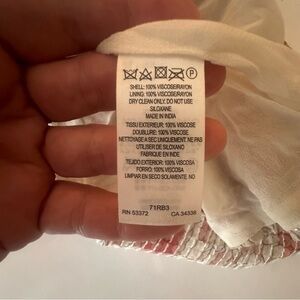 SHELL: 100% VISCOSE/RAYON
LINING: 100% VISCOSE/RAYON
DRY CLEAN ONLY. DO NOT USE
SILOXANE
MADE IN INDIA
TISSU EXTERIEUR: 100% VISCOSE
DOUBLURE: 100% VISCOSE
NETTOYAGE A SEC UNIQUEMENT. NE PAS
UTILISER DE SILOXANO
FABRIQUE EN INDE
TEJIDO EXTERIOR: 100% VISCOSA
FORRO: 100% VISCOSA
LIMPIAR EN SECO SOLAMENTE. NO
71RB3
RN 53372 CA 34338